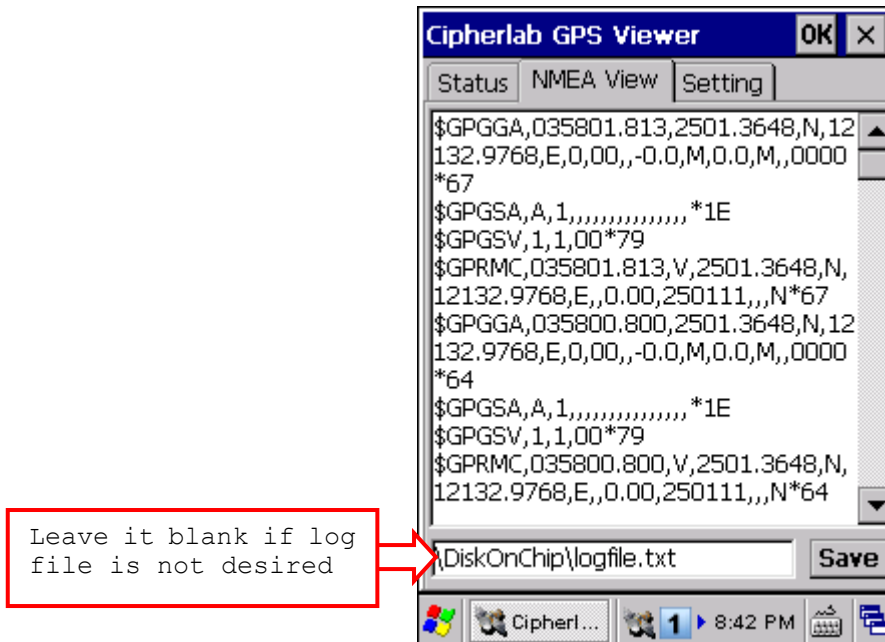 Cipherlab GPS Viewer OK ×
Status NMEA View Setting
$GPGGA,035801.813,2501.3648,N,12
132.9768,E,0,00,,-0.0,M,0.0,M,,0000
*67
$GPGSA,A,1,,,,,,,,,,,,,,,*1E
$GPGSV,1,1,00*79
$GPRMC,035801.813,V,2501.3648,N,
12132.9768,E,,0.00,250111,,,N*67
$GPGGA,035800.800,2501.3648,N,12
132.9768,E,0,00,,-0.0,M,0.0,M,,0000
*64
$GPGSA,A,1,,,,,,,,,,,,,,,*1E
$GPGSV,1,1,00*79
$GPRMC,035800.800,V,2501.3648,N,
12132.9768,E,,0.00,250111,,,N*64
Leave it blank if log
file is not desired
\DiskOnChip\logfile.txt Save
Cipherl... 1 8:42 PM